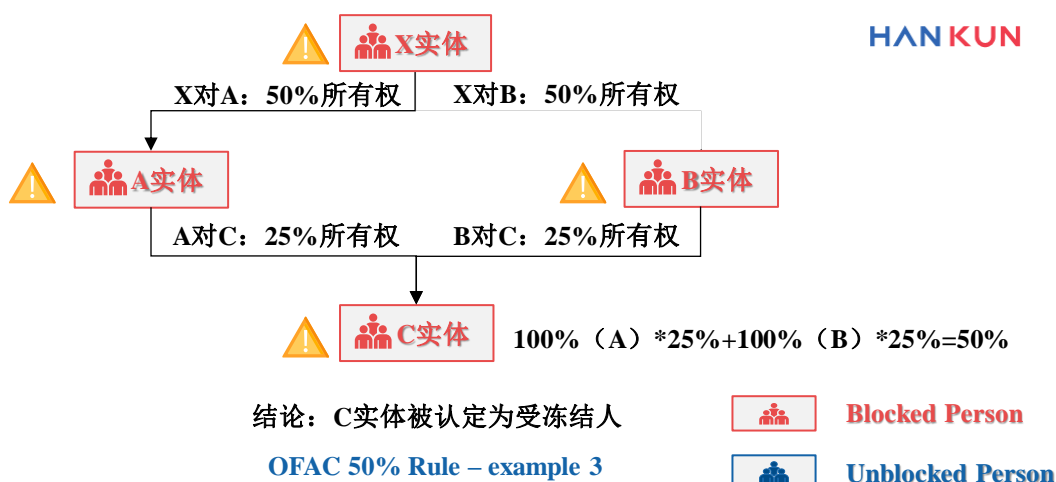 X实体
HANKUN
X对A：50%所有权
X对B：50%所有权
A实体
B实体
A对C：25%所有权
B对C：25%所有权
C实体
100%（A）*25%+100%（B）*25%=50%
结论：C实体被认定为受冻结人
Blocked Person
OFAC 50% Rule – example 3
Unblocked Person